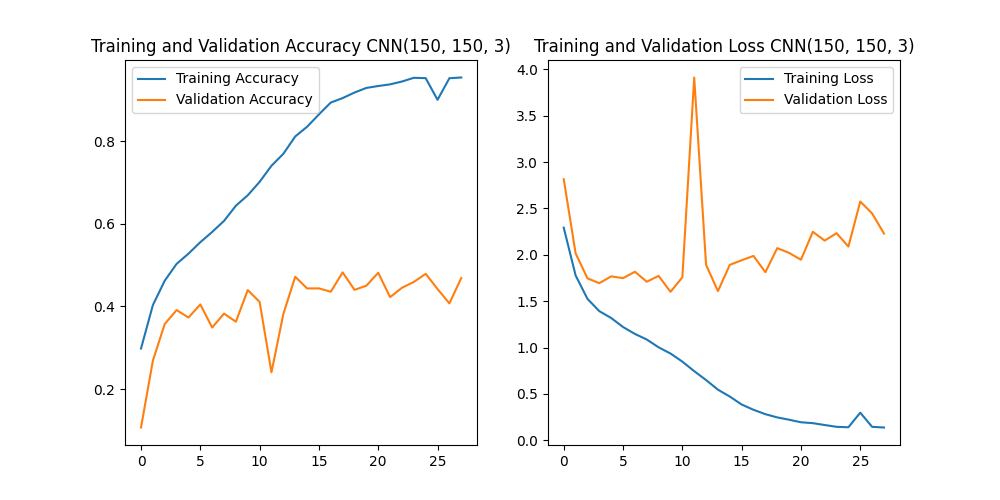 Training and Validation Accuracy CNN(150, 150, 3)
Training Accuracy
Validation Accuracy
0.8
0.6
0.4
0.2
0 5 10 15 20 25
Training and Validation Loss CNN(150, 150, 3)
Training Loss
Validation Loss
4.0
3.5
3.0
2.5
2.0
1.5
1.0
0.5
0.0
0 5 10 15 20 25